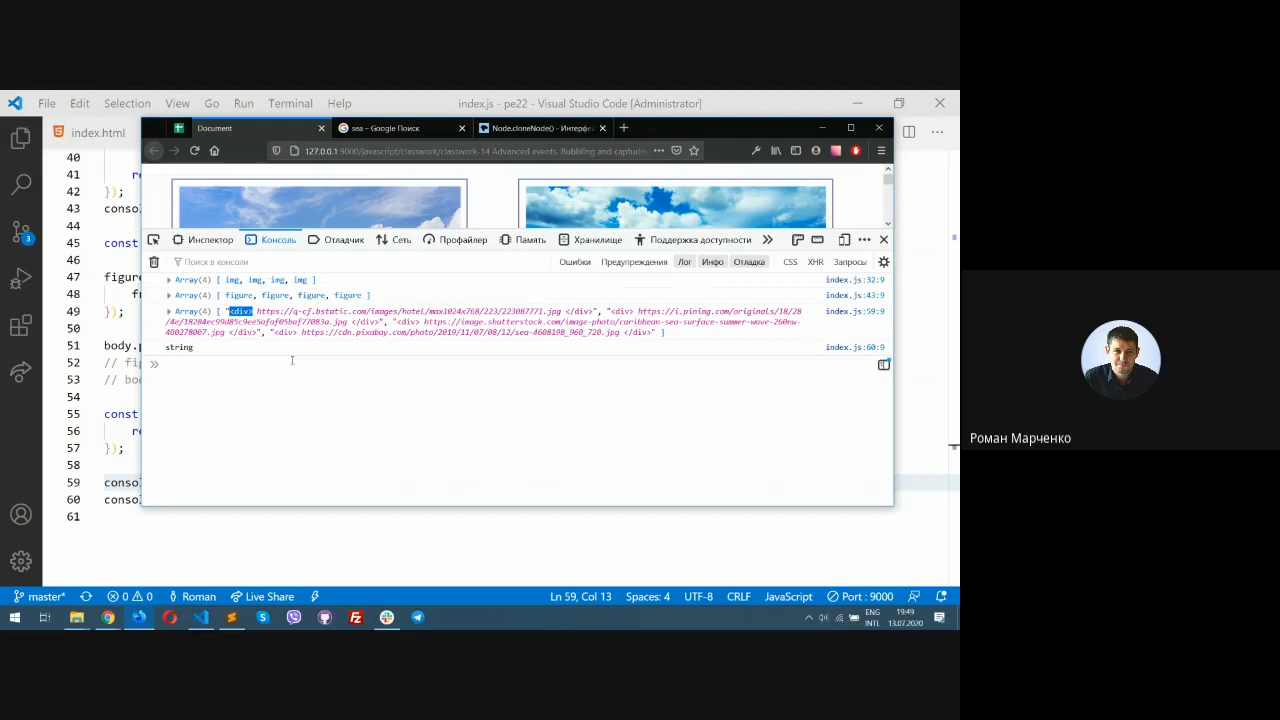 File Edit Selection View Go Run Terminal Help
index.js - pe22 - Visual Studio Code [Administrator]
index.html
Document
sea – Google Поиск
Node.cloneNode() - Интерфе
127.0.0.1:9000/javascript/classwork/classwork-14 Advanced events. Bubbling and capturin
Инспектор Консоль Отладчик Сеть Профайлер Память Хранилище Поддержка доступности
Поиск в консоли
Ошибки Предупреждения Лог Инфо Отладка CSS XHR Запросы
Array(4) [ img, img, img, img ]
index.js:32:9
Array(4) [ figure, figure, figure, figure ]
index.js:43:9
Array(4) [ "<div> https://q-cf.bstatic.com/images/hotel/max1024x768/223/223087771.jpg </div>", "<div> https://i.pinimg.com/originals/18/28
index.js:59:9
/4e/18284ec99d85c9ee5afaf05baf77083a.jpg </div>", "<div> https://image.shutterstock.com/image-photo/caribbean-sea-surface-summer-wave-260nw-
400278007.jpg </div>", "<div> https://cdn.pixabay.com/photo/2019/11/07/08/12/sea-4608198_960_720.jpg </div>" ]
string
index.js:60:9
40
41 re
42 });
43 conso
44
45 const
46
47 figure
48 f
49 });
50
51 body.p
52 // fi
53 // bo
54
55 const
56 re
57 });
58
59 conso
60 conso
61
3
master* 0 0 Roman Live Share
Ln 59, Col 13 Spaces: 4 UTF-8 CRLF JavaScript Port : 9000
ENG
INTL
19:49
13.07.2020
Роман Марченко